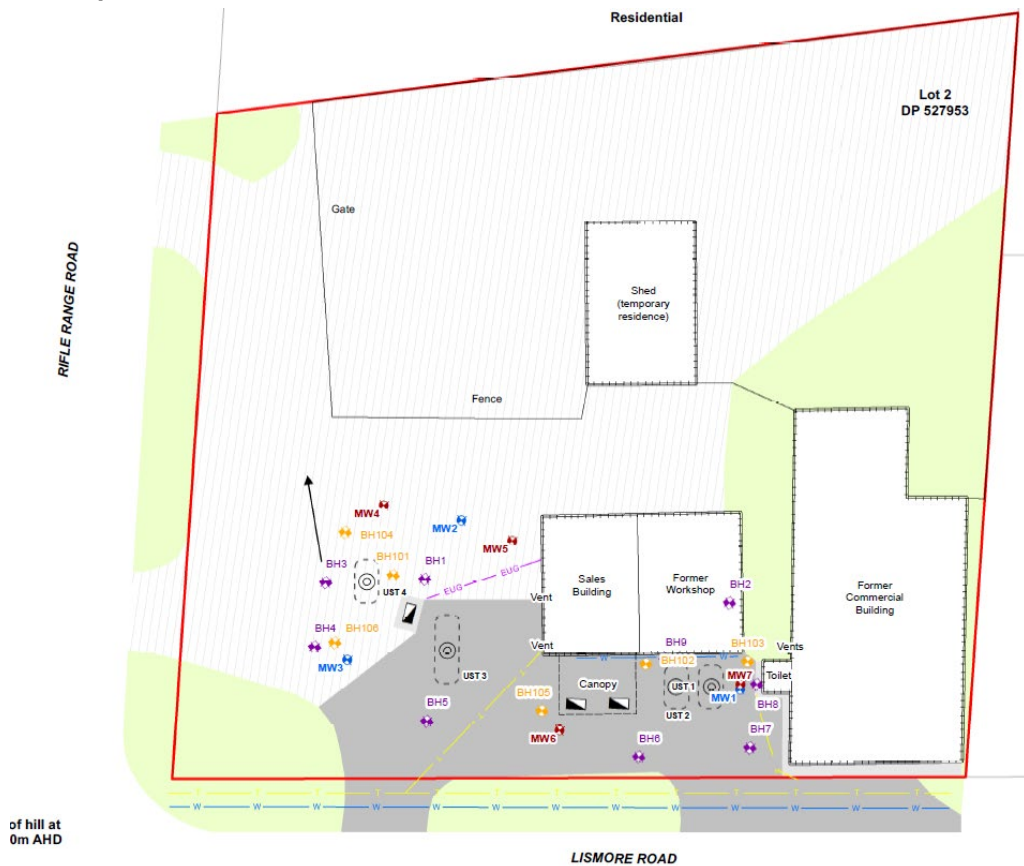 Residential
Lot 2
DP 527953
Gate
RIFLE RANGE ROAD
Shed
(temporary
residence)
Fence
MW4
MW2
BH104
MW5
BH101
BH3
BH1
EUG
EUG
UST 4
Vent
Sales
Building
Former
Workshop
BH2
Former
Commercial
Building
BH4
BH106
MW3
Vent
W
W
BH9
BH103
Vents
BH102
UST 3
Canopy
UST 1
MW7
Toilet
MW1
BH105
UST 2
BH8
BH5
MW6
BH6
BH7
T T T T T T T T T T T T T
W W W W W W W W W W W W W
of hill at
0m AHD
LISMORE ROAD